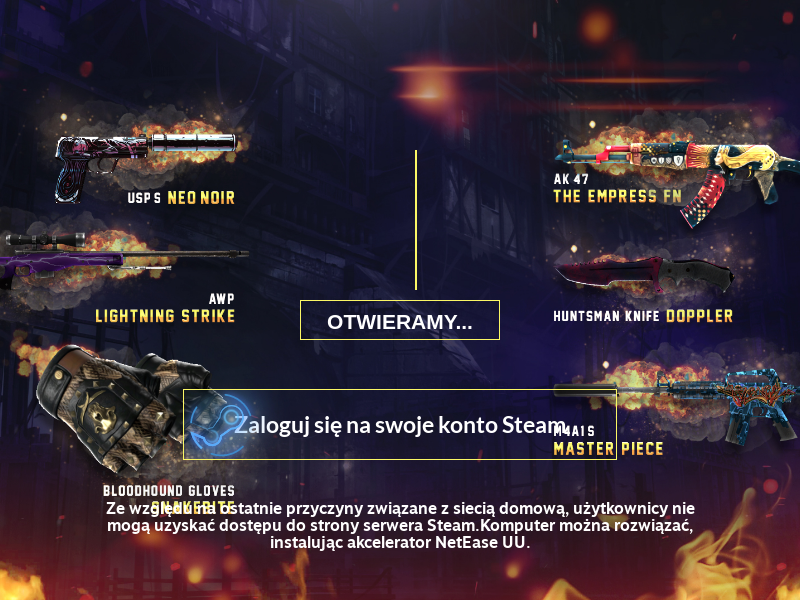 USP S NEO NOIR
AK 47
THE EMPRESS FN
AWP
LIGHTNING STRIKE
OTWIERAMY...
HUNTSMAN KNIFE DOPPLER
Zaloguj się na swoje konto Steam
M4A1 S
MASTER PIECE
BLOODHOUND GLOVES
SNAKEBITE
Ze względu na ostatnie przyczyny związane z siecią domową, użytkownicy nie
mogą uzyskać dostępu do strony serwera Steam.Komputer można rozwiązać,
instalując akcelerator NetEase UU.